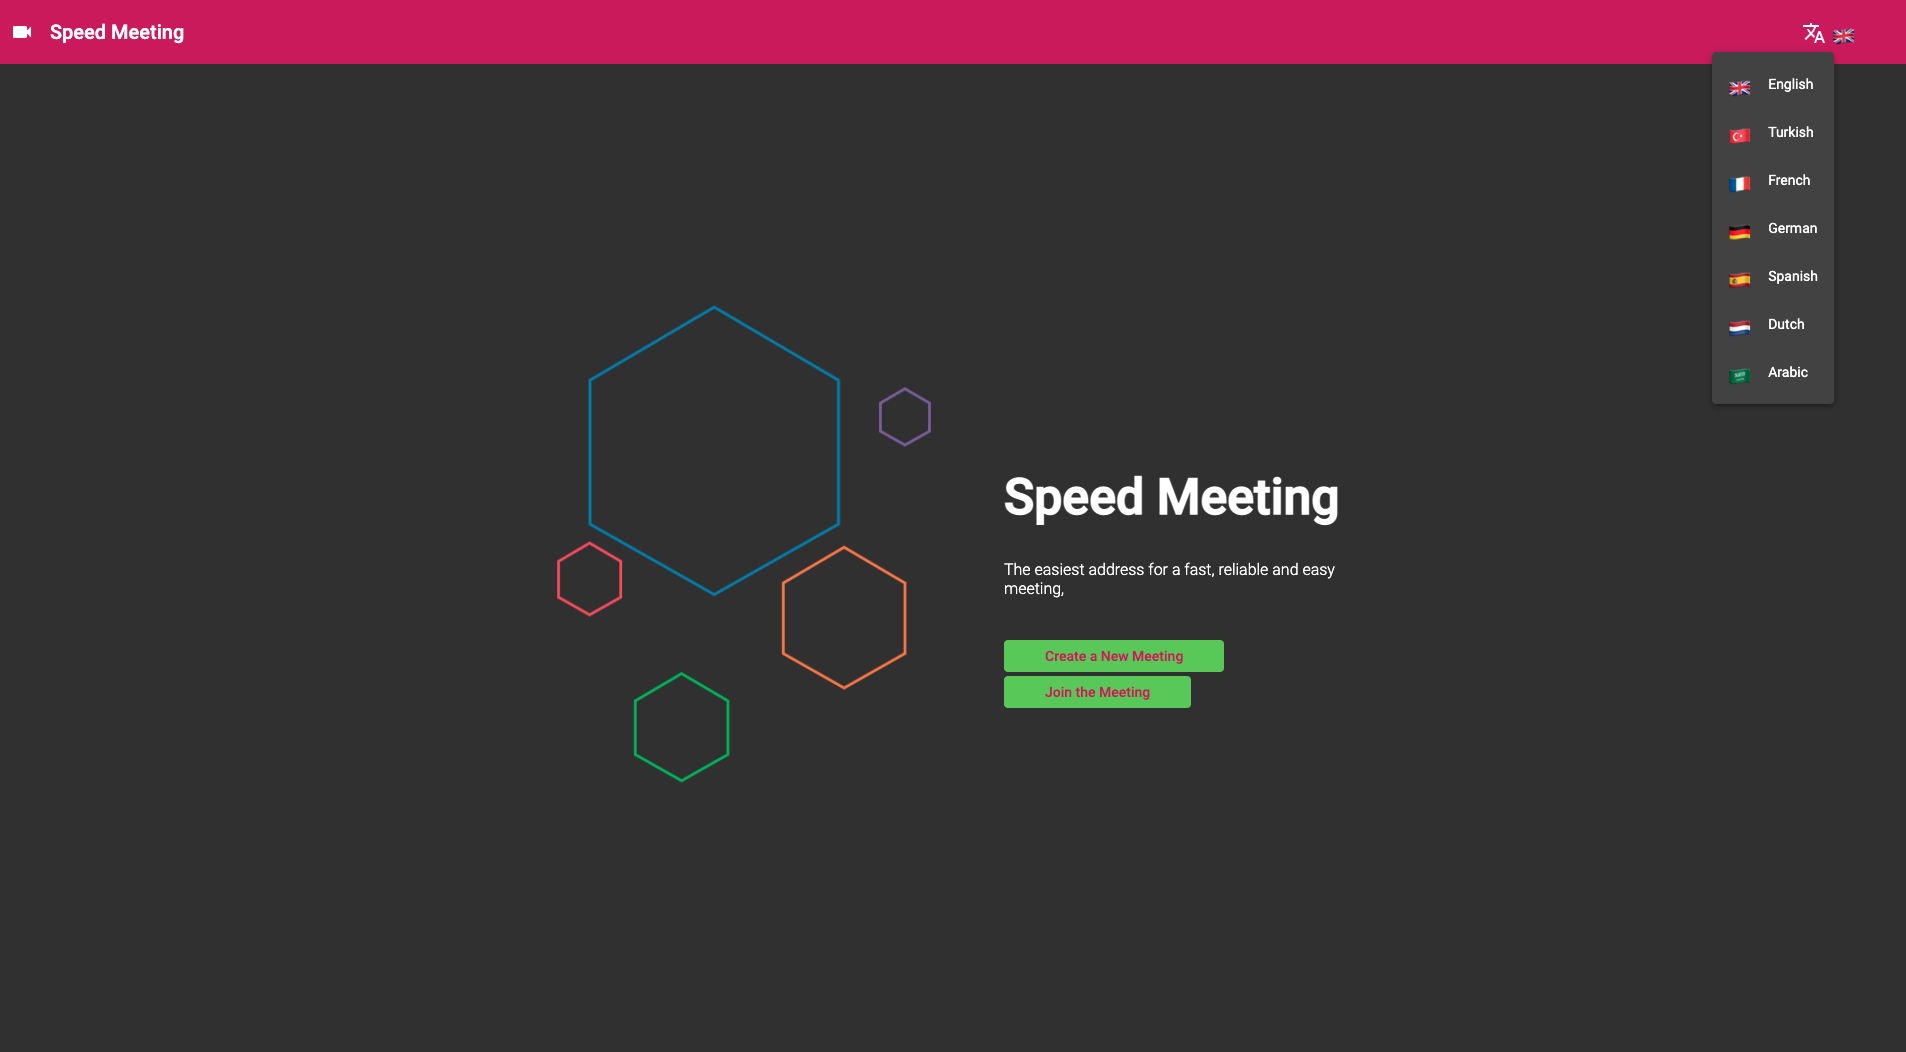 Speed Meeting
English
Turkish
French
German
Spanish
Dutch
Arabic
Speed Meeting
The easiest address for a fast, reliable and easy
meeting,
Create a New Meeting
Join the Meeting